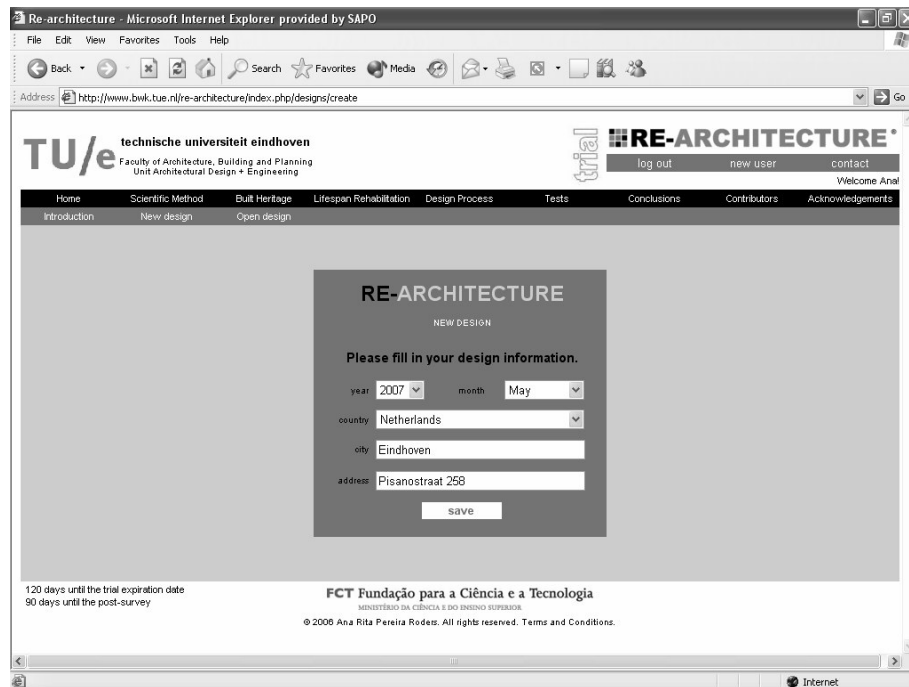 Re-architecture - Microsoft Internet Explorer provided by SAPO
File Edit View Favorites Tools Help
Back Search Favorites Media
Address http://www.bwk.tue.nl/re-architecture/index.php/designs/create Go
TU/e technische universiteit eindhoven
Faculty of Architecture, Building and Planning
Unit Architectural Design + Engineering
trial
RE-ARCHITECTURE
log out new user contact
Welcome Ana!
Home Scientific Method Built Heritage Lifespan Rehabilitation Design Process Tests Conclusions Contributors Acknowledgements
Introduction New design Open design
RE-ARCHITECTURE
NEW DESIGN
Please fill in your design information.
year 2007 month May
country Netherlands
city Eindhoven
address Pisanostraat 258
save
120 days until the trial expiration date
90 days until the post-survey
FCT Fundação para a Ciência e a Tecnologia
MINISTÉRIO DA CIÊNCIA E DO ENSINO SUPERIOR
© 2006 Ana Rita Pereira Roders. All rights reserved. Terms and Conditions.
Internet